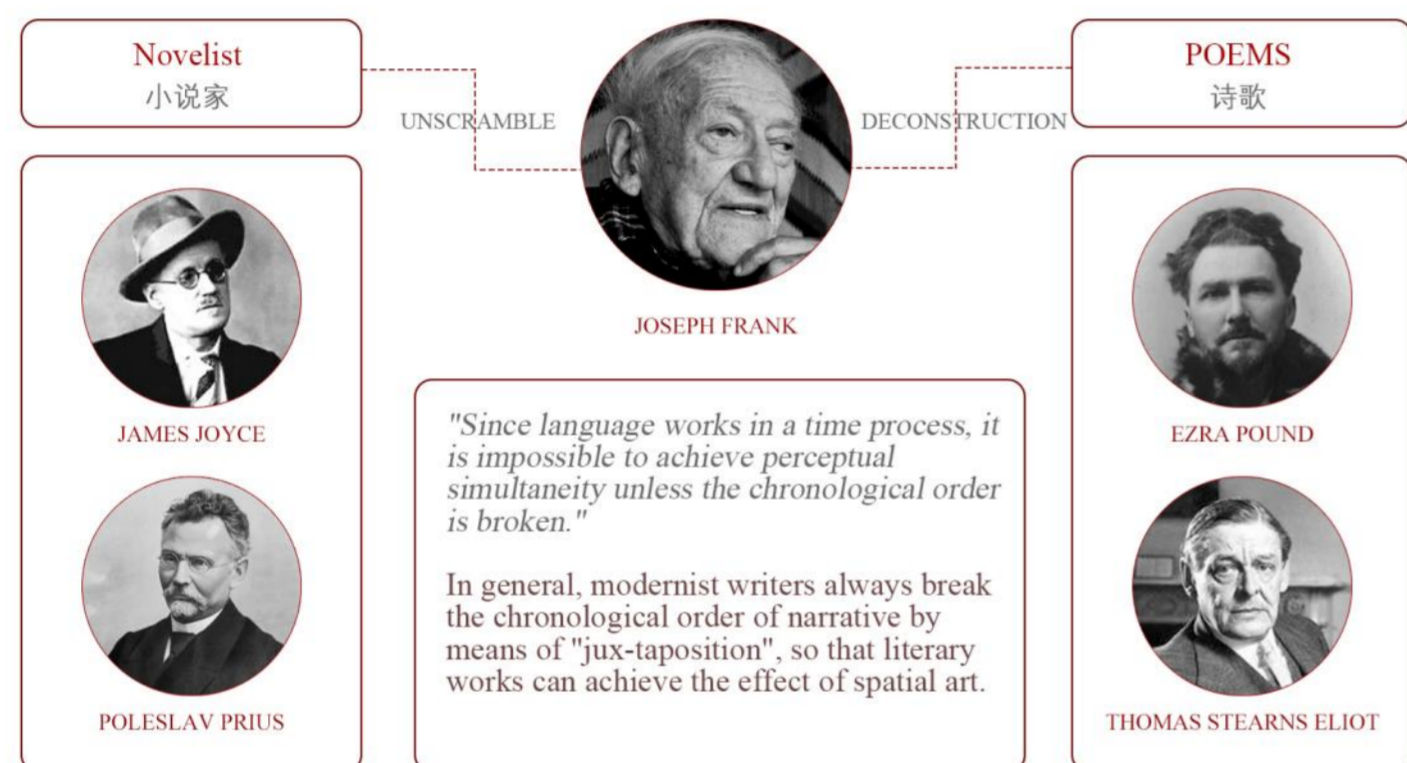 Novelist
小说家
UNSCRAMBLE
DECONSTRUCTION
POEMS
诗歌
JOSEPH FRANK
JAMES JOYCE
POLESLAV PRIUS
"Since language works in a time process, it
is impossible to achieve perceptual
simultaneity unless the chronological order
is broken."
In general, modernist writers always break
the chronological order of narrative by
means of "jux-taposition", so that literary
works can achieve the effect of spatial art.
EZRA POUND
THOMAS STEARNS ELIOT